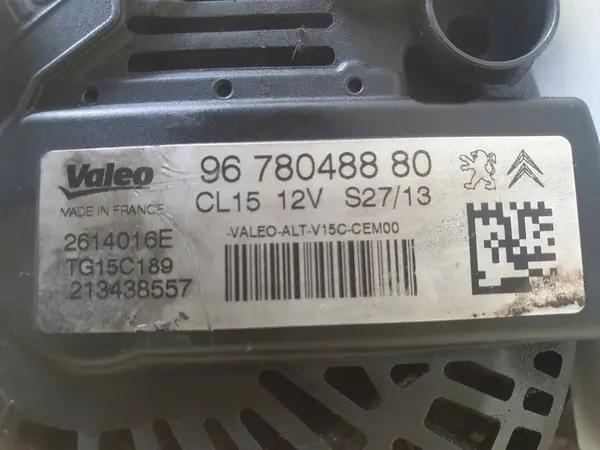 Valeo
96 780488 80
CL15 12V S27/13
MADE IN FRANCE
-VALEO-ALT-V15C-CEM00
2614016E
TG15C189
213438557